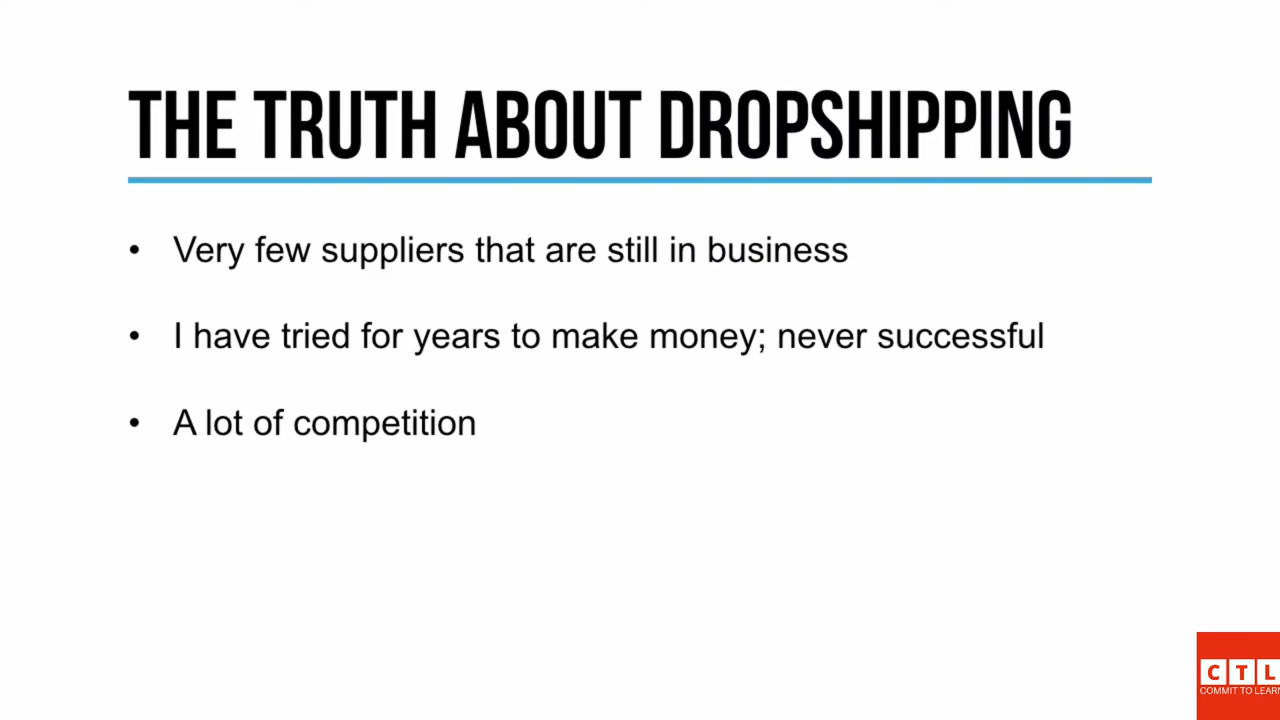 THE TRUTH ABOUT DROPSHIPPING
• Very few suppliers that are still in business
• I have tried for years to make money; never successful
• A lot of competition
CTL
COMMIT TO LEARN